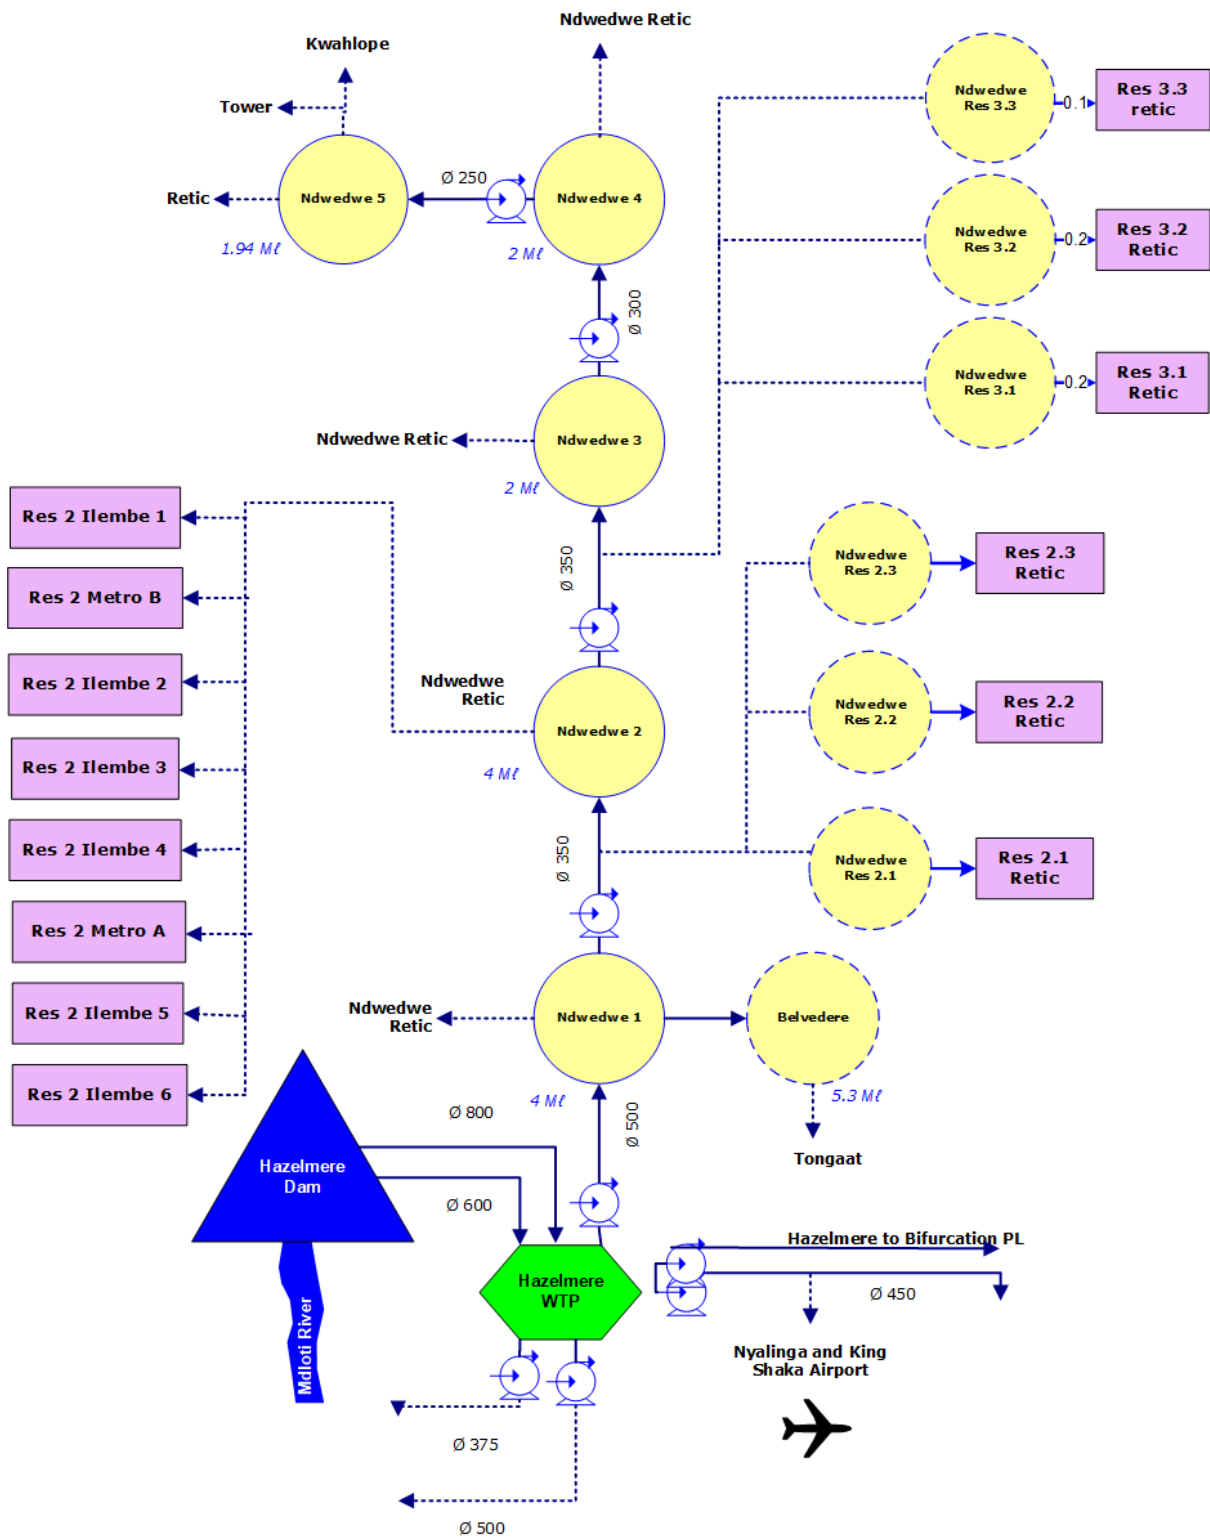 Ndwedwe Retic
Kwahlope
Tower
Retic
Ndwedwe 5
1.94 Mℓ
Ø 250
Ndwedwe 4
2 Mℓ
Ø 300
Ndwedwe
Res 3.3
0.1
Res 3.3
retic
Ndwedwe
Res 3.2
0.2
Res 3.2
Retic
Ndwedwe
Res 3.1
0.2
Res 3.1
Retic
Ndwedwe Retic
Ndwedwe 3
2 Mℓ
Ø 350
Res 2 Ilembe 1
Res 2 Metro B
Res 2 Ilembe 2
Res 2 Ilembe 3
Res 2 Ilembe 4
Res 2 Metro A
Res 2 Ilembe 5
Res 2 Ilembe 6
Ndwedwe
Retic
Ndwedwe 2
4 Mℓ
Ø 350
Ndwedwe
Res 2.3
Res 2.3
Retic
Ndwedwe
Res 2.2
Res 2.2
Retic
Ndwedwe
Res 2.1
Res 2.1
Retic
Ndwedwe
Retic
Ndwedwe 1
4 Mℓ
Belvedere
5.3 Mℓ
Tongaat
Ø 500
Ø 800
Ø 600
Hazelmere
Dam
Mdloti River
Hazelmere
WTP
Hazelmere to Bifurcation PL
Ø 450
Nyalinga and King
Shaka Airport
Ø 375
Ø 500